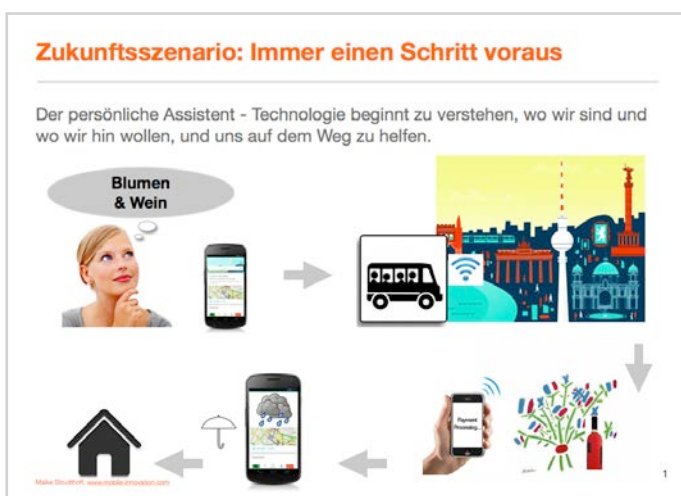 Zukunftsszenario: Immer einen Schritt voraus
Der persönliche Assistent - Technologie beginnt zu verstehen, wo wir sind und
wo wir hin wollen, und uns auf dem Weg zu helfen.
Blumen
& Wein
Payment
Processing...
Maike Strudthoff, www.mobile-innovation.com
1